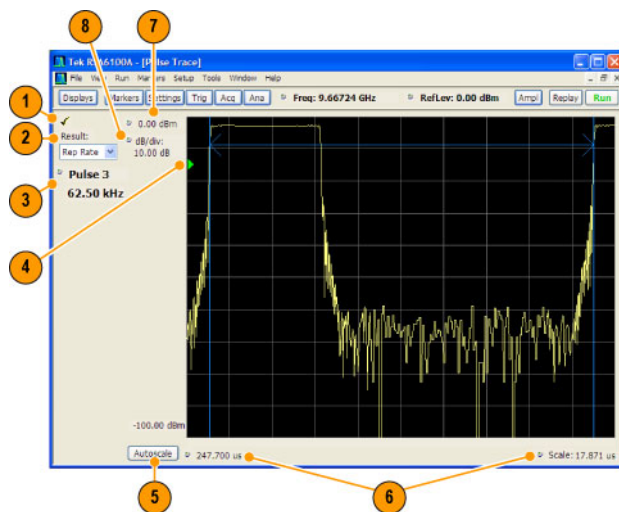 8
7
Tek RSA6100A - [Pulse Trace]
File View Run Markers Setup Tools Window Help
Displays Markers Settings Trig Acq Ana Freq: 9.66724 GHz RefLev: 0.00 dBm Ampl Replay Run
1
2
Result:
0.00 dBm
Rep Rate
dB/div:
10.00 dB
3
Pulse 3
62.50 kHz
4
-100.00 dBm
Autoscale 247.700 us Scale: 17.871 us
5
6